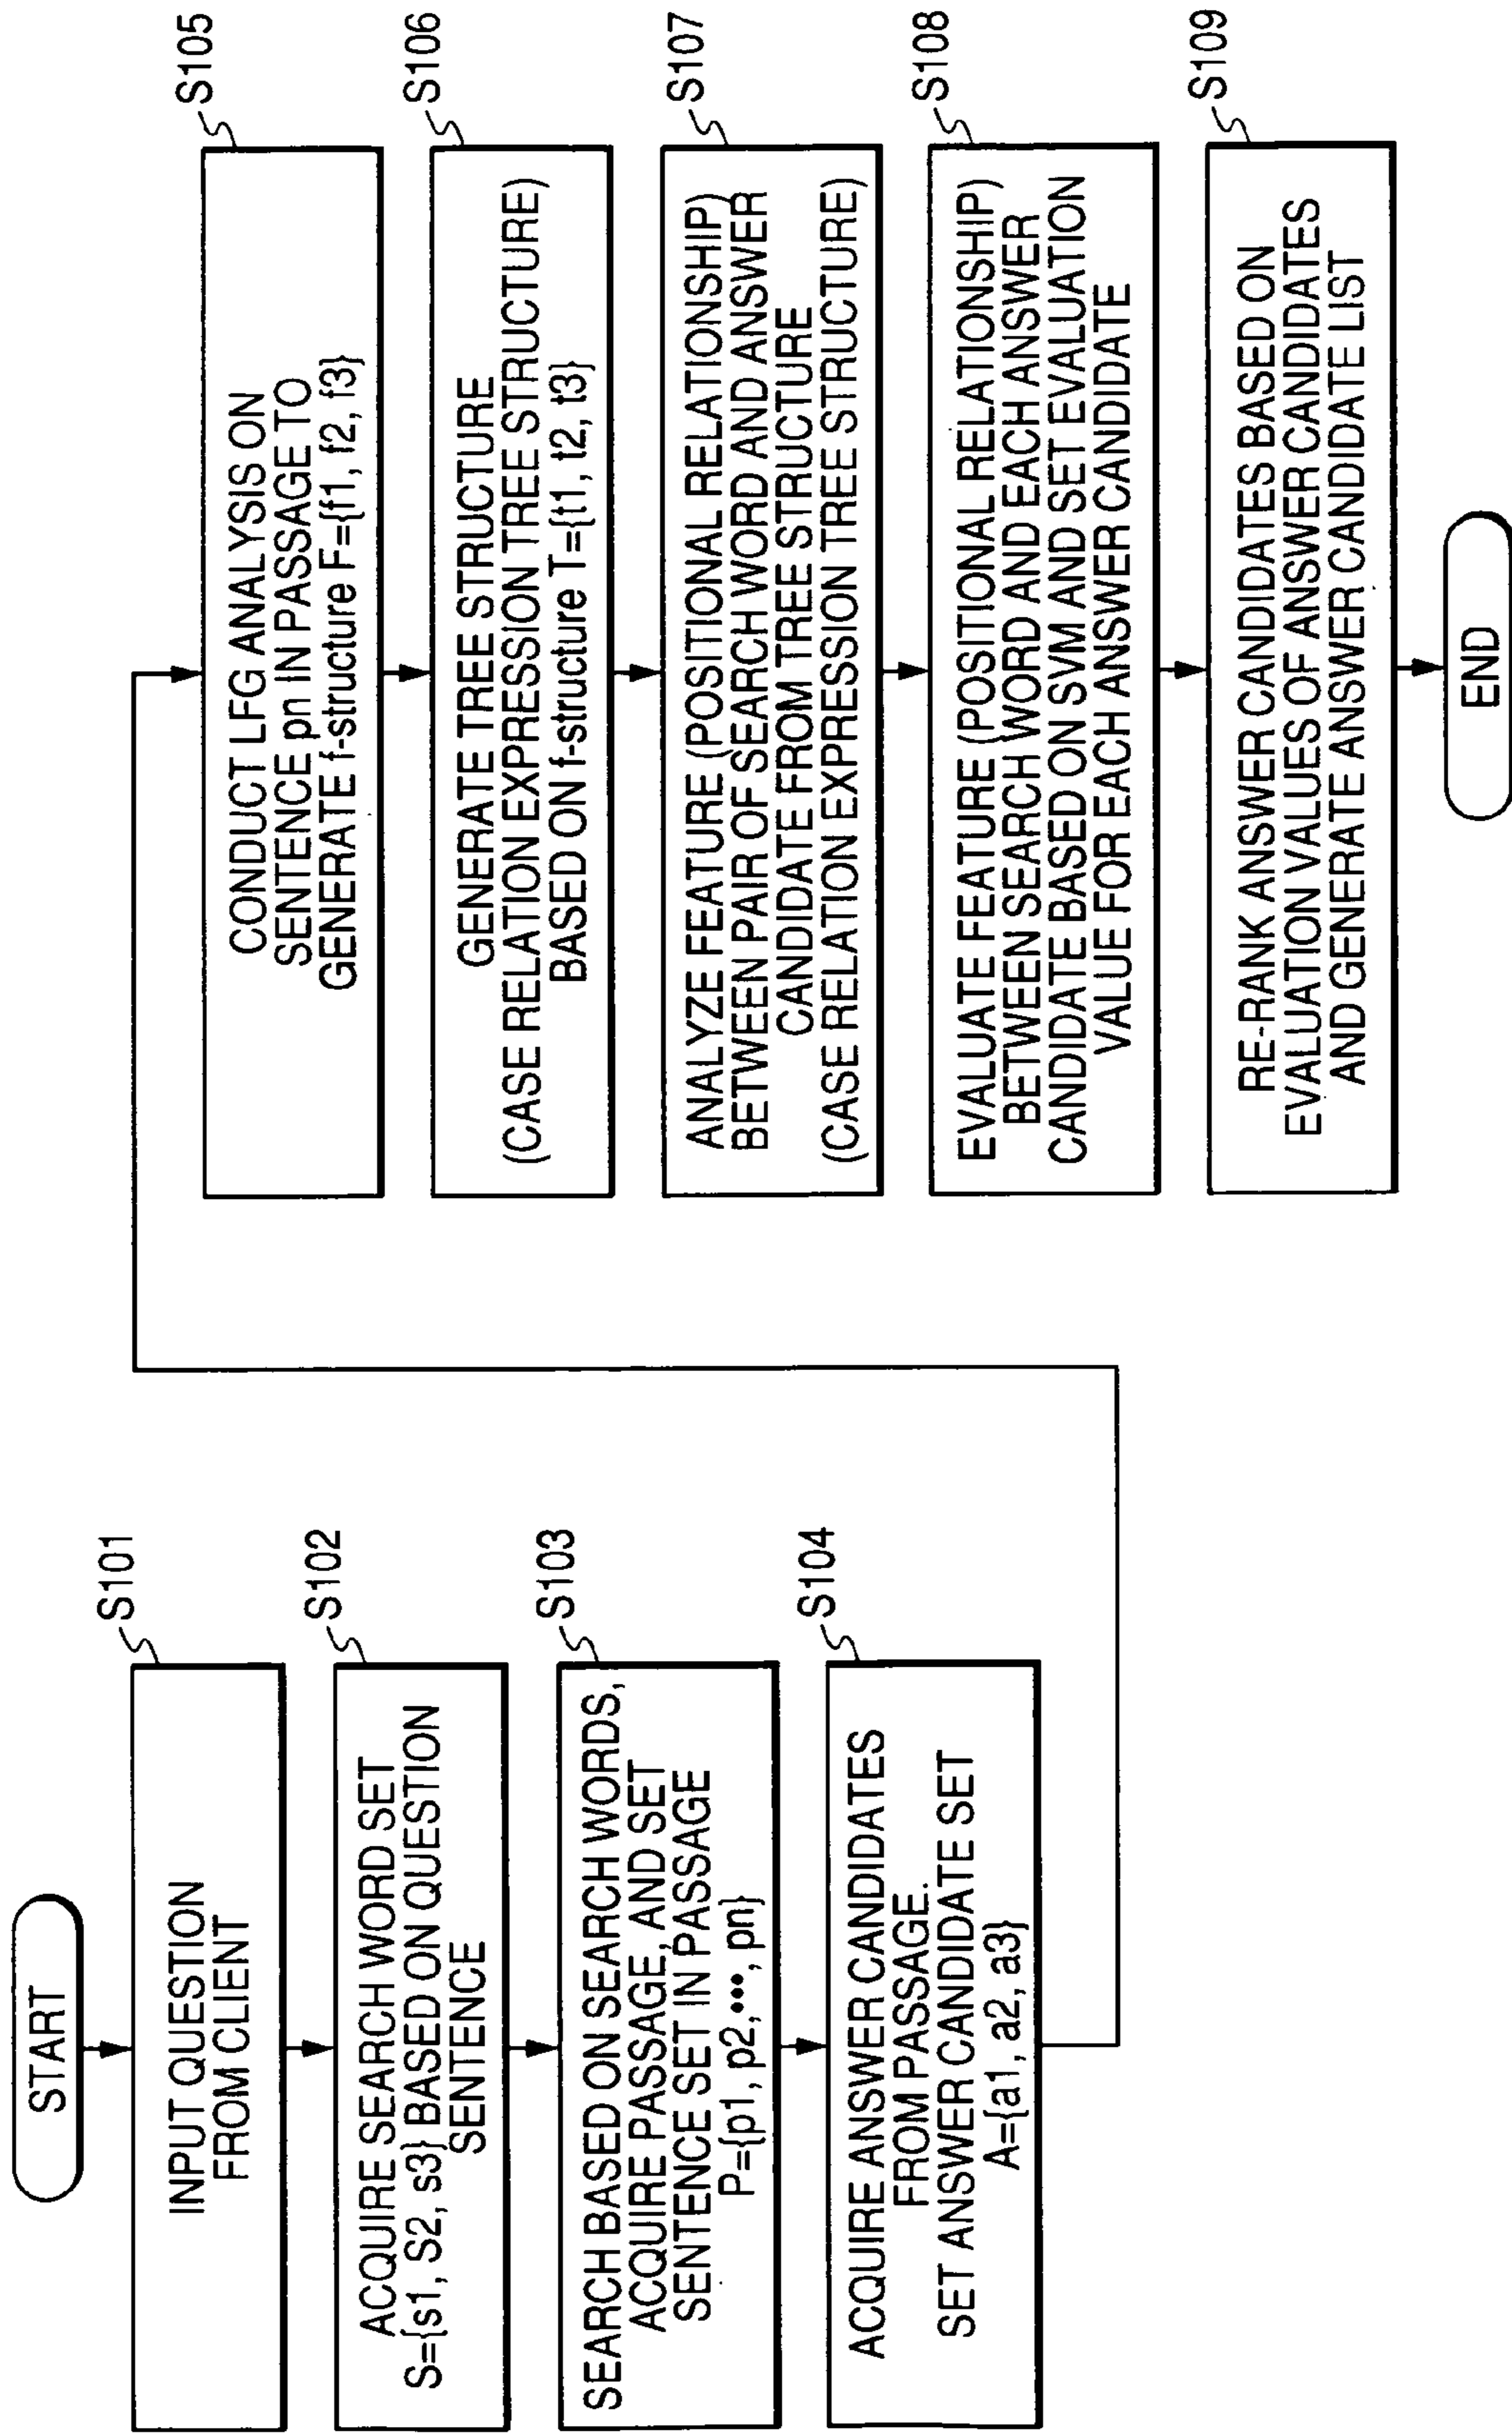 START
S101
INPUT QUESTION
FROM CLIENT
S102
ACQUIRE SEARCH WORD SET
S={s1, S2, s3} BASED ON QUESTION
SENTENCE
S103
SEARCH BASED ON SEARCH WORDS,
ACQUIRE PASSAGE, AND SET
SENTENCE SET IN PASSAGE
P={p1, p2, •••, pn}
S104
ACQUIRE ANSWER CANDIDATES
FROM PASSAGE.
SET ANSWER CANDIDATE SET
A={a1, a2, a3}
S105
CONDUCT LFG ANALYSIS ON
SENTENCE pn IN PASSAGE TO
GENERATE f-structure F={f1, f2, f3}
S106
GENERATE TREE STRUCTURE
(CASE RELATION EXPRESSION TREE STRUCTURE)
BASED ON f-structure T={t1, t2, t3}
S107
ANALYZE FEATURE (POSITIONAL RELATIONSHIP)
BETWEEN PAIR OF SEARCH WORD AND ANSWER
CANDIDATE FROM TREE STRUCTURE
(CASE RELATION EXPRESSION TREE STRUCTURE)
S108
EVALUATE FEATURE (POSITIONAL RELATIONSHIP)
BETWEEN SEARCH WORD AND EACH ANSWER
CANDIDATE BASED ON SVM AND SET EVALUATION
VALUE FOR EACH ANSWER CANDIDATE
S109
RE-RANK ANSWER CANDIDATES BASED ON
EVALUATION VALUES OF ANSWER CANDIDATES
AND GENERATE ANSWER CANDIDATE LIST
END